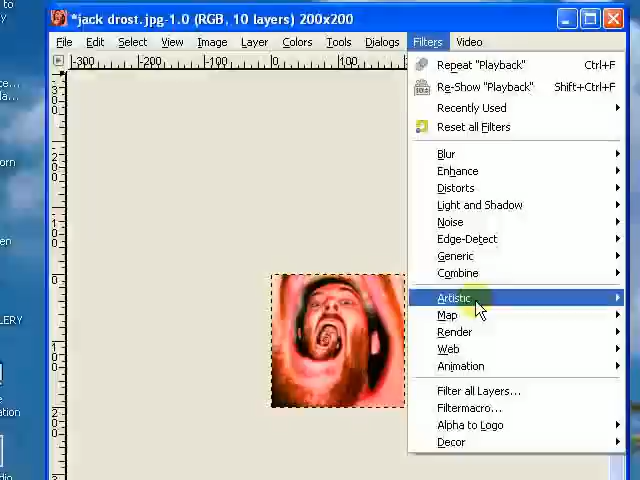 to
*jack drost.jpg-1.0 (RGB, 10 layers) 200x200
File Edit Select View Image Layer Colors Tools Dialogs Filters Video
-300 -200 -100 0 100
Repeat "Playback" Ctrl+F
Re-Show "Playback" Shift+Ctrl+F
Recently Used
Reset all Filters
Blur
Enhance
Distorts
Light and Shadow
Noise
Edge-Detect
Generic
Combine
Artistic
Map
Render
Web
Animation
Filter all Layers...
Filtermacro...
Alpha to Logo
Decor